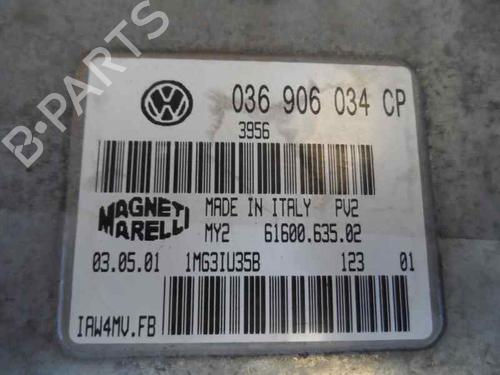 036 906 034 CP
3956
MAGNETI MARELLI
MADE IN ITALY PV2
MY2 61600.635.02
03.05.01 1MG3IU35B 123 01
IAW4MV.FB
B-PARTS